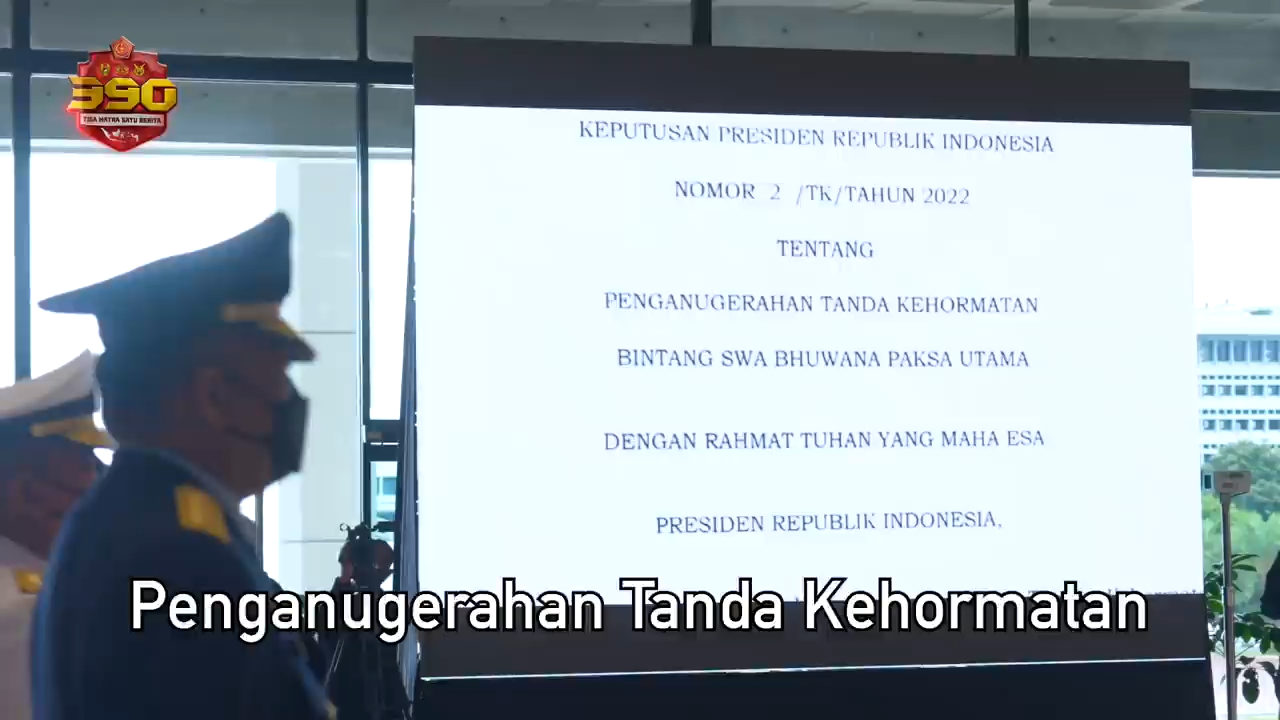 990
TIGA MATRA SATU BERITA
KEPUTUSAN PRESIDEN REPUBLIK INDONESIA
NOMOR 2 /TK/TAHUN 2022
TENTANG
PENGANUGERAHAN TANDA KEHORMATAN
BINTANG SWA BHUWANA PAKSA UTAMA
DENGAN RAHMAT TUHAN YANG MAHA ESA
PRESIDEN REPUBLIK INDONESIA,
Penganugerahan Tanda Kehormatan